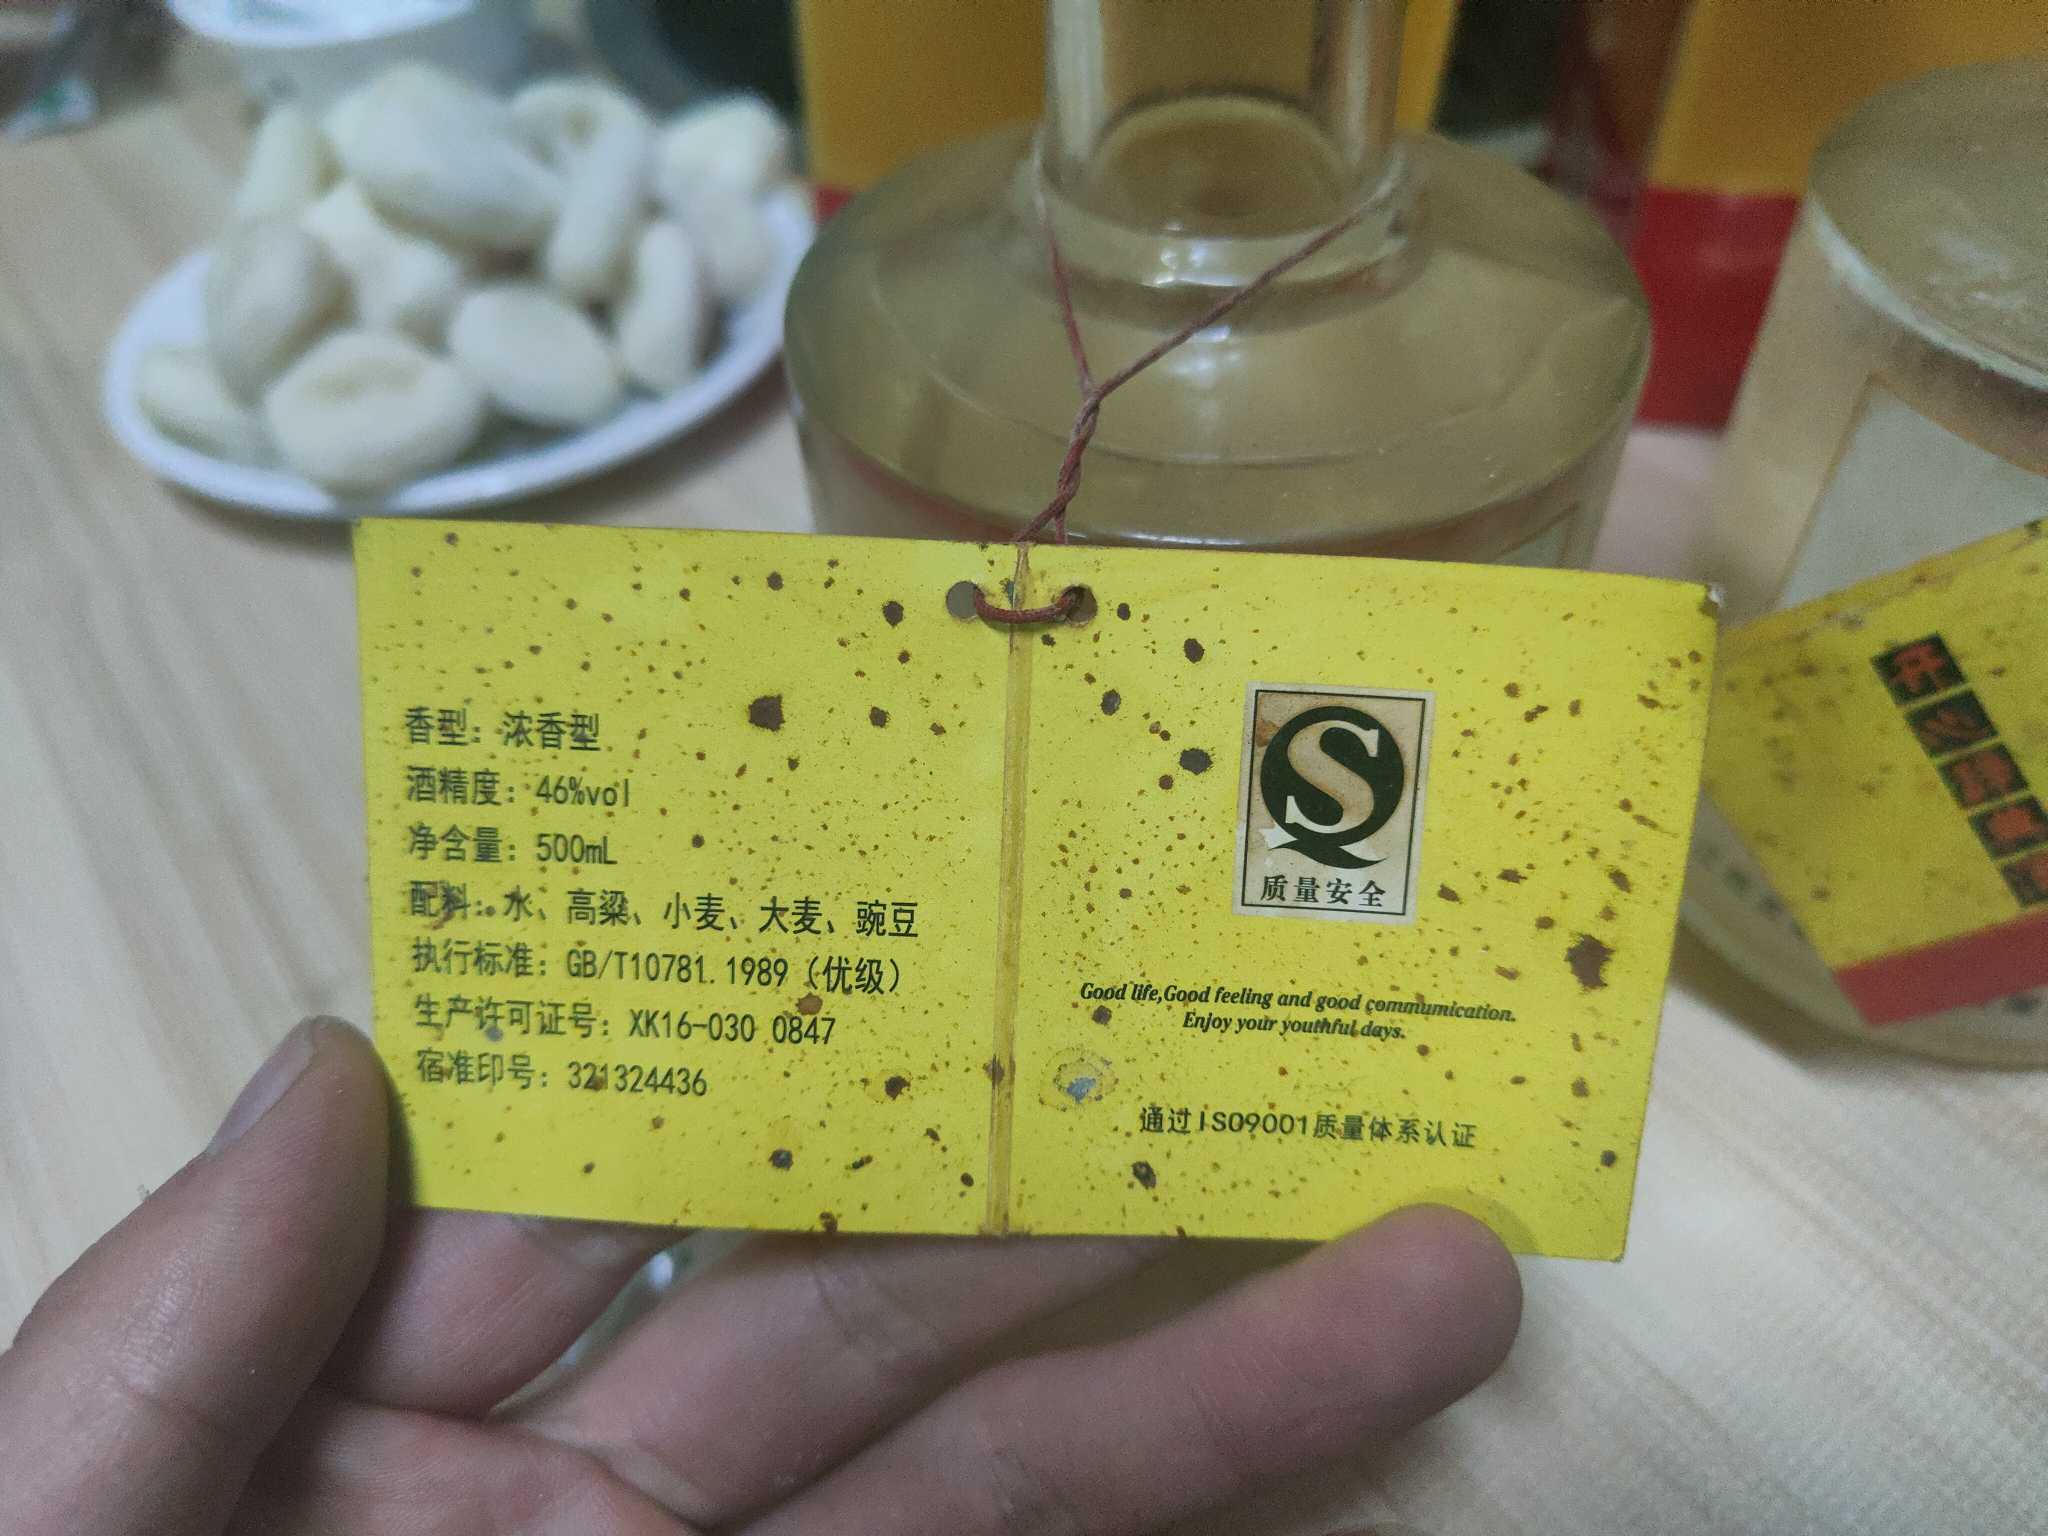 香型：浓香型
酒精度：46%vol
净含量：500mL
配料：水、高粱、小麦、大麦、豌豆
执行标准：GB/T10781.1989（优级）
生产许可证号：XK16-030 0847
宿准印号：321324436
S
质量安全
Good life,Good feeling and good commumication.
Enjoy your youthful days.
通过ISO9001质量体系认证